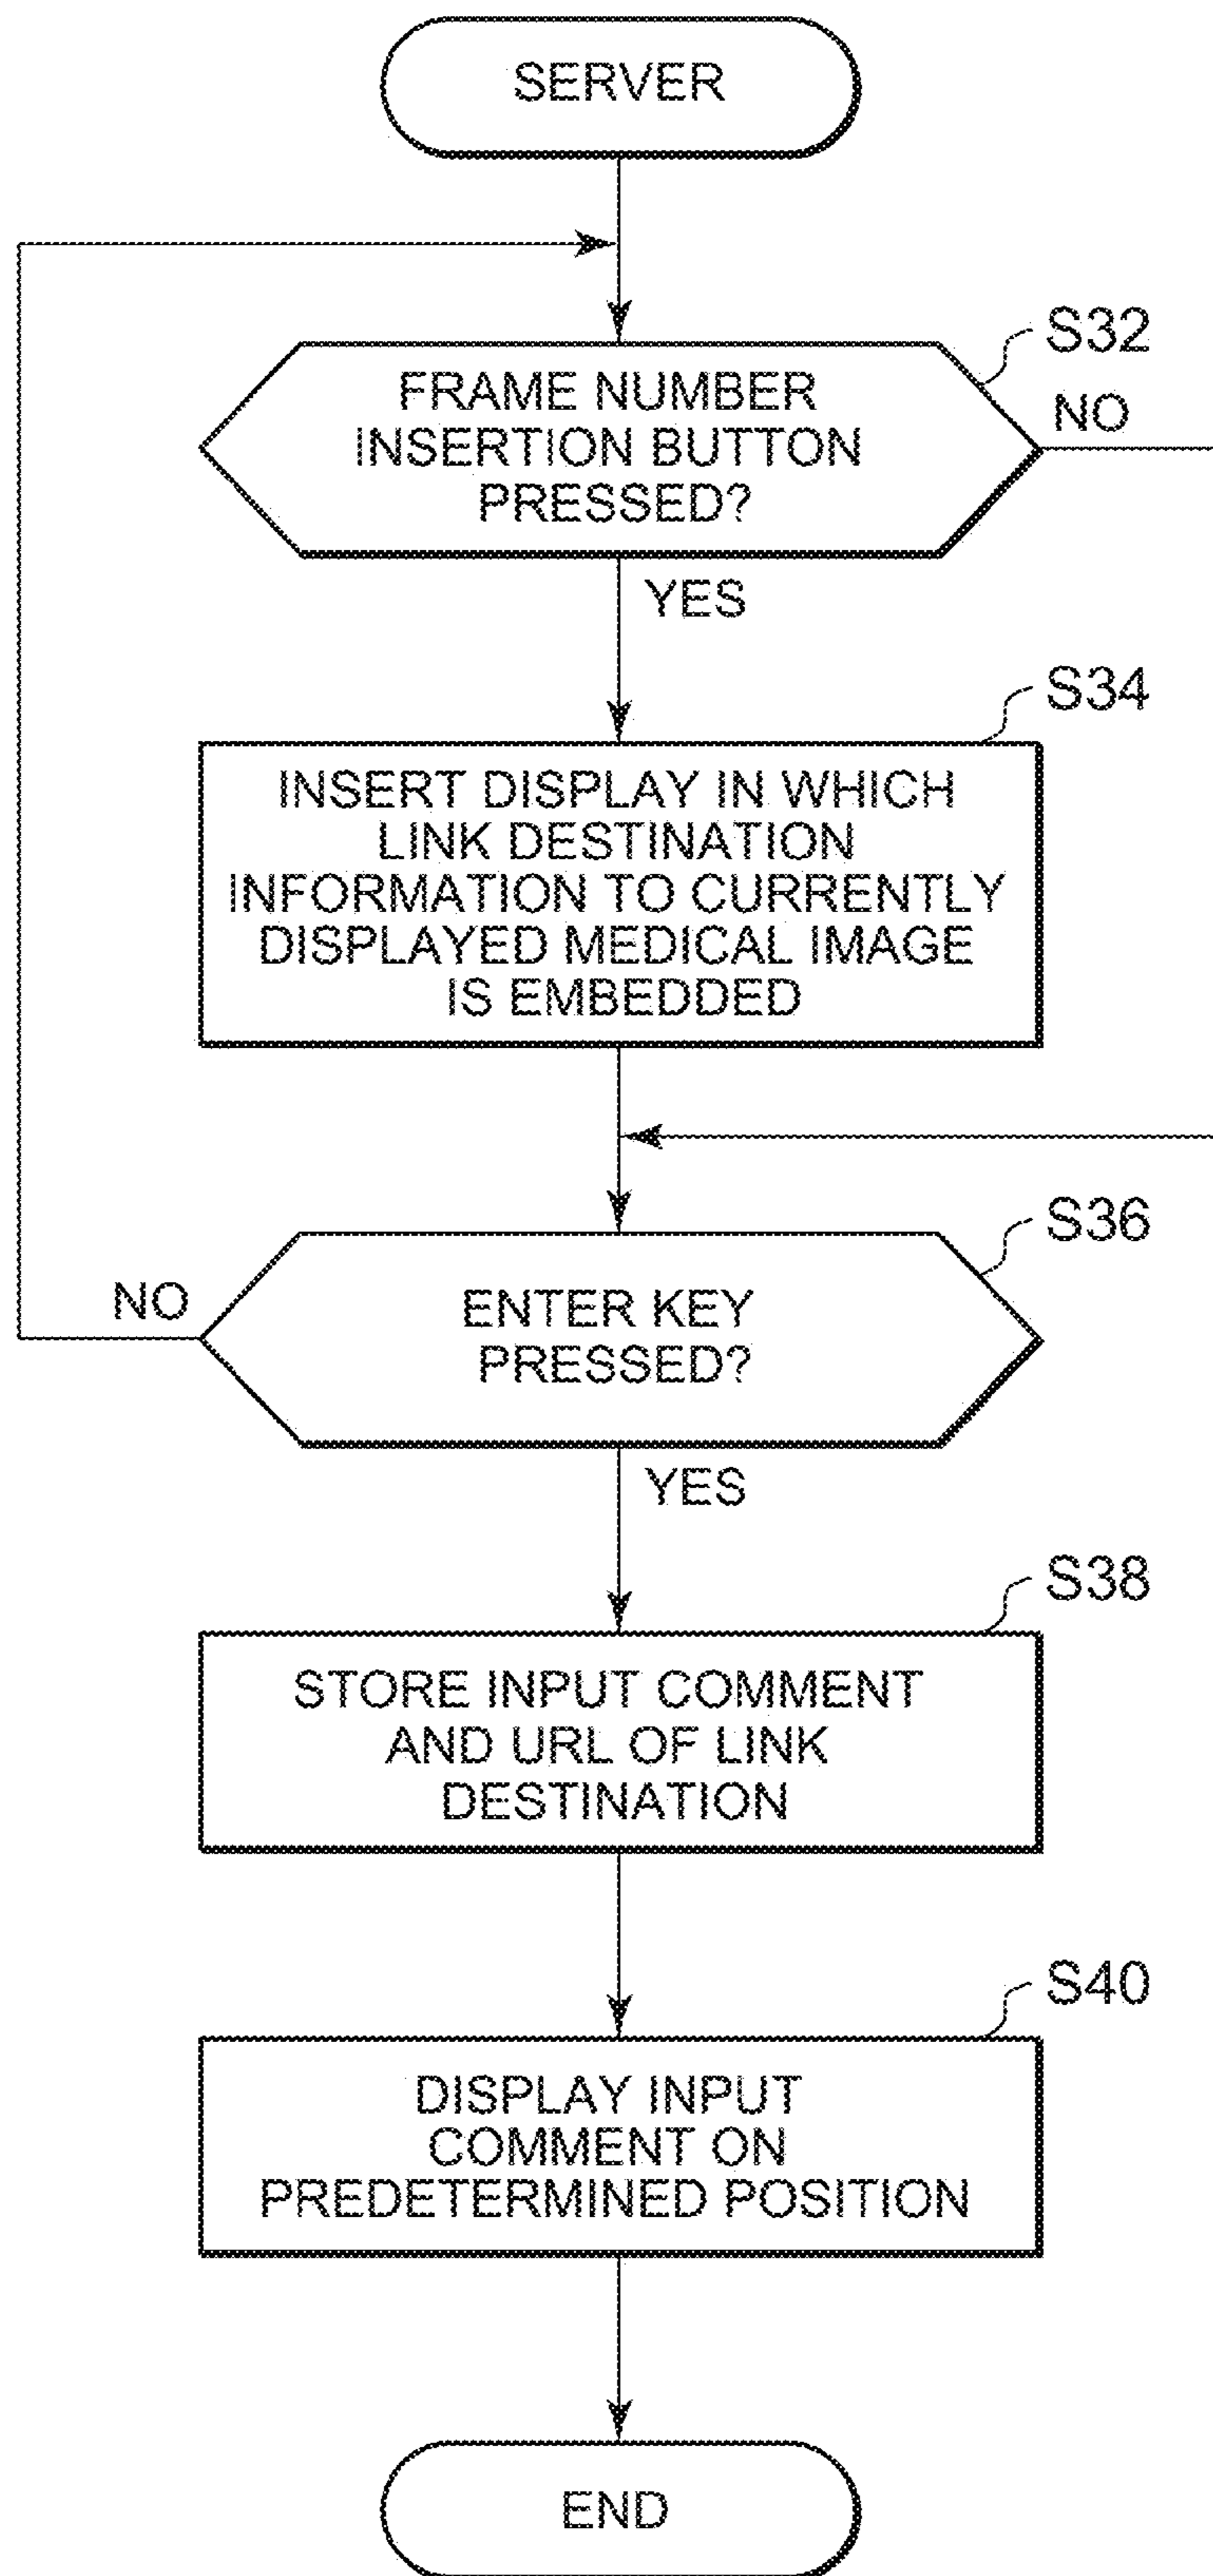 SERVER
S32
FRAME NUMBER
INSERTION BUTTON
PRESSED?
NO
YES
S34
INSERT DISPLAY IN WHICH
LINK DESTINATION
INFORMATION TO CURRENTLY
DISPLAYED MEDICAL IMAGE
IS EMBEDDED
S36
ENTER KEY
PRESSED?
NO
YES
S38
STORE INPUT COMMENT
AND URL OF LINK
DESTINATION
S40
DISPLAY INPUT
COMMENT ON
PREDETERMINED POSITION
END